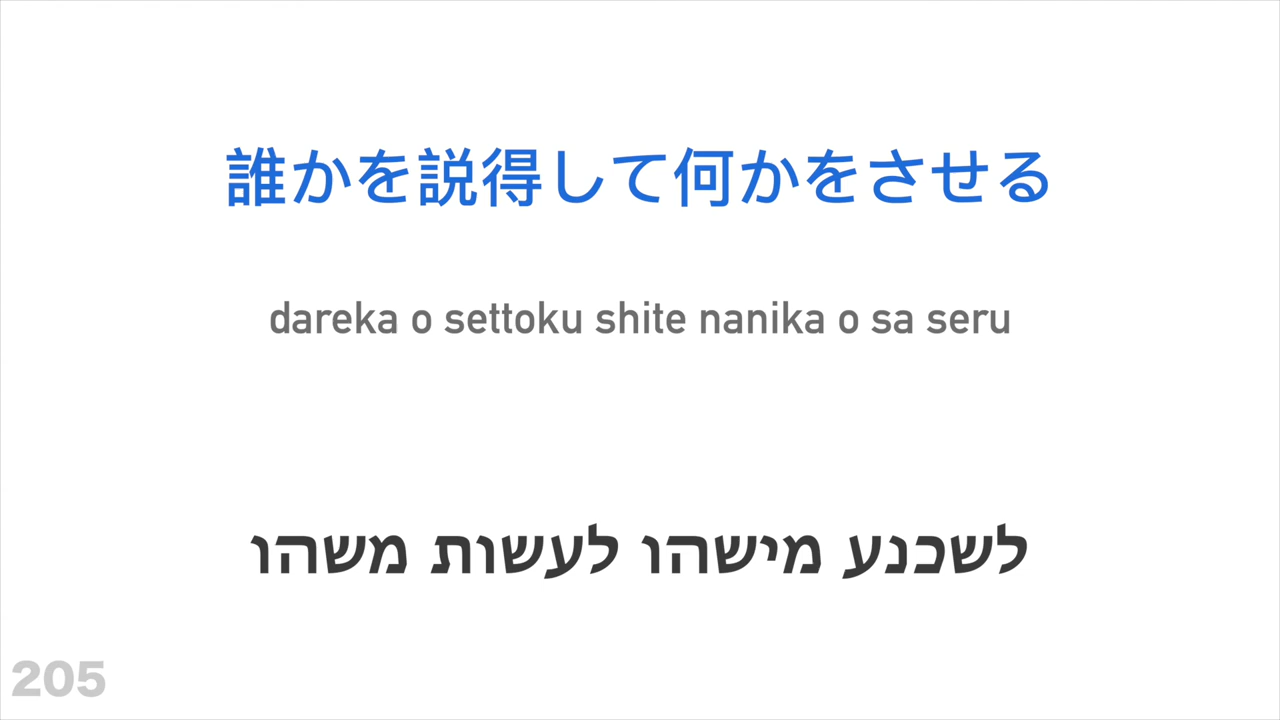 誰かを説得して何かをさせる
dareka o settoku shite nanika o sa seru
לשכנע מישהו לעשות משהו
205